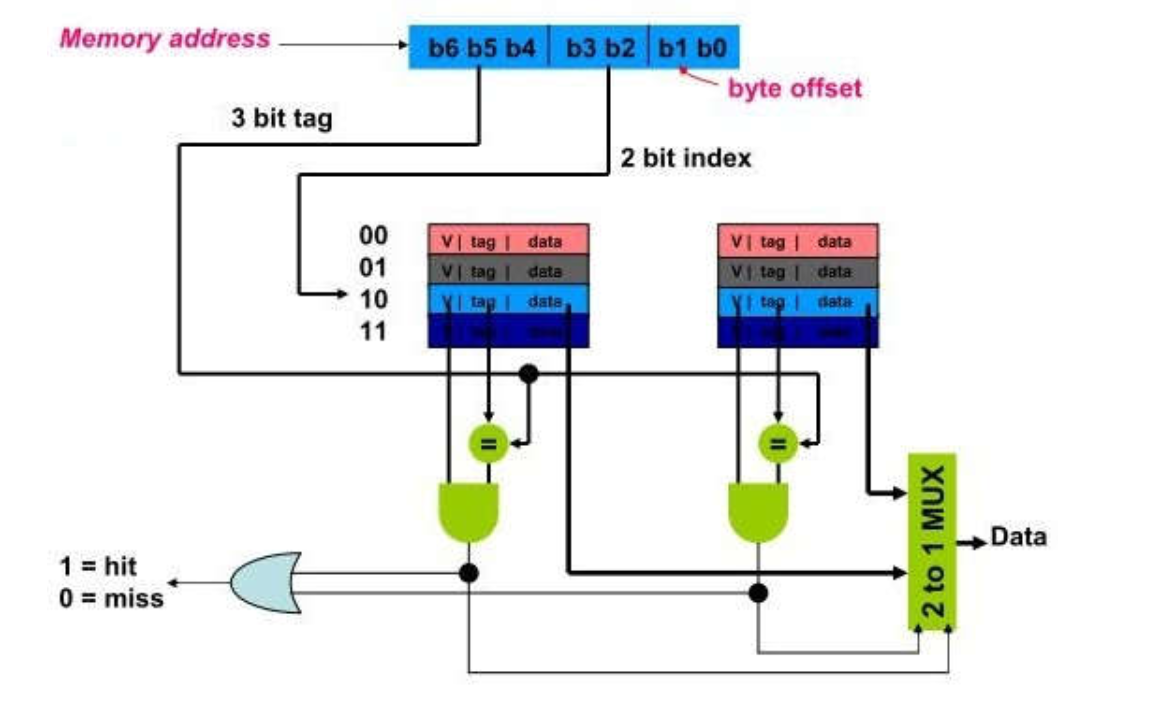 Memory address
b6 b5 b4 | b3 b2 | b1 b0
byte offset
3 bit tag
2 bit index
00
01
10
11
V | tag | data
V | tag | data
V | tag | data
V | tag | data
V | tag | data
V | tag | data
=
=
2 to 1 MUX
Data
1 = hit
0 = miss